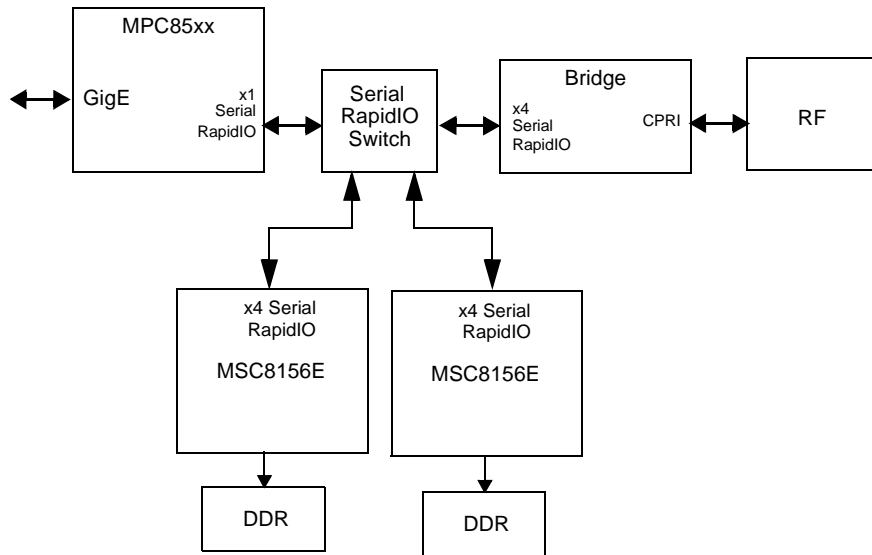 MPC85xx
GigE
x1
Serial
RapidIO
Serial
RapidIO
Switch
Bridge
x4
Serial
RapidIO
CPRI
RF
x4 Serial
RapidIO
MSC8156E
x4 Serial
RapidIO
MSC8156E
DDR
DDR